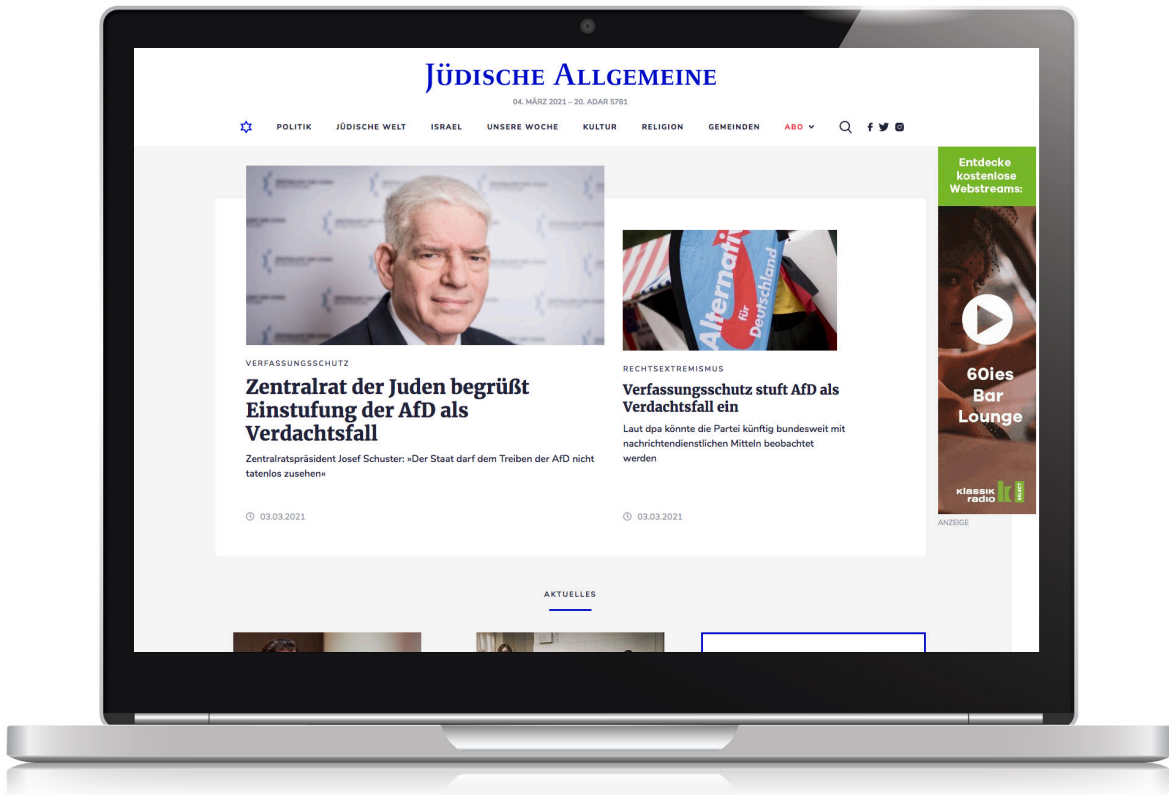 JÜDISCHE ALLGEMEINE
04. MÄRZ 2021 – 20. ADAR 5781
POLITIK JÜDISCHE WELT ISRAEL UNSERE WOCHE KULTUR RELIGION GEMEINDEN ABO
Entdecke
kostenlose
Webstreams:
Alternative
für
Deutschland
VERFASSUNGSSCHUTZ
Zentralrat der Juden begrüßt
Einstufung der AfD als
Verdachtsfall
Zentralratspräsident Josef Schuster: »Der Staat darf dem Treiben der AfD nicht
tatenlos zusehen«
03.03.2021
RECHTSEXTREMISMUS
Verfassungsschutz stuft AfD als
Verdachtsfall ein
Laut dpa könnte die Partei künftig bundesweit mit
nachrichtendienstlichen Mitteln beobachtet
werden
03.03.2021
60ies
Bar
Lounge
Klassik
radio
SELECT
ANZEIGE
AKTUELLES